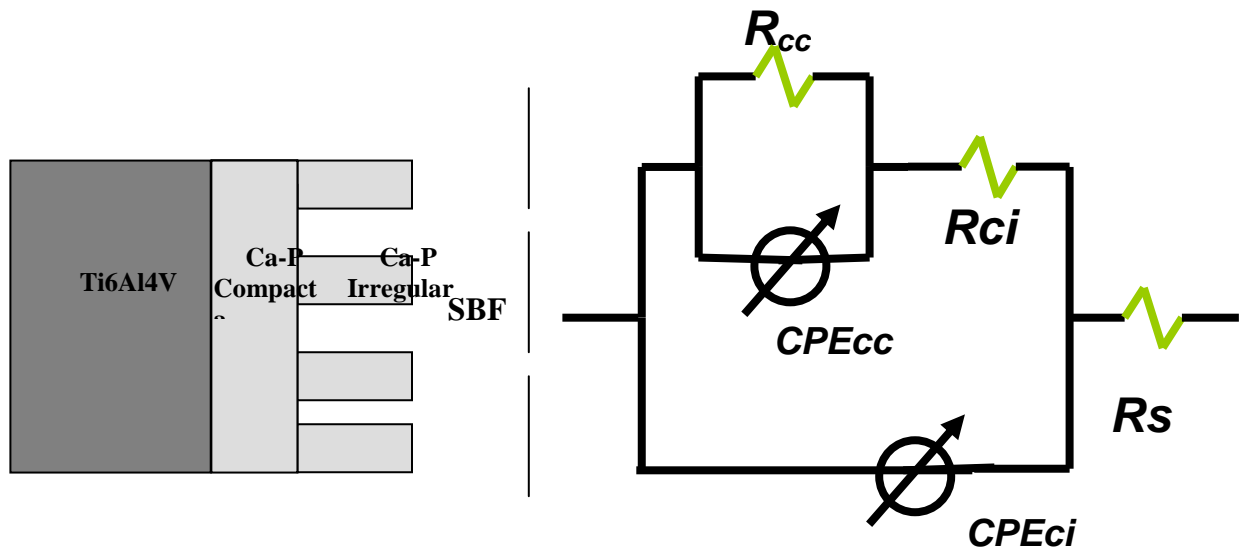 Ti6Al4V
Ca-P
Compact
Ca-P
Irregular
SBF
Rcc
CPEcc
Rci
Rs
CPEci